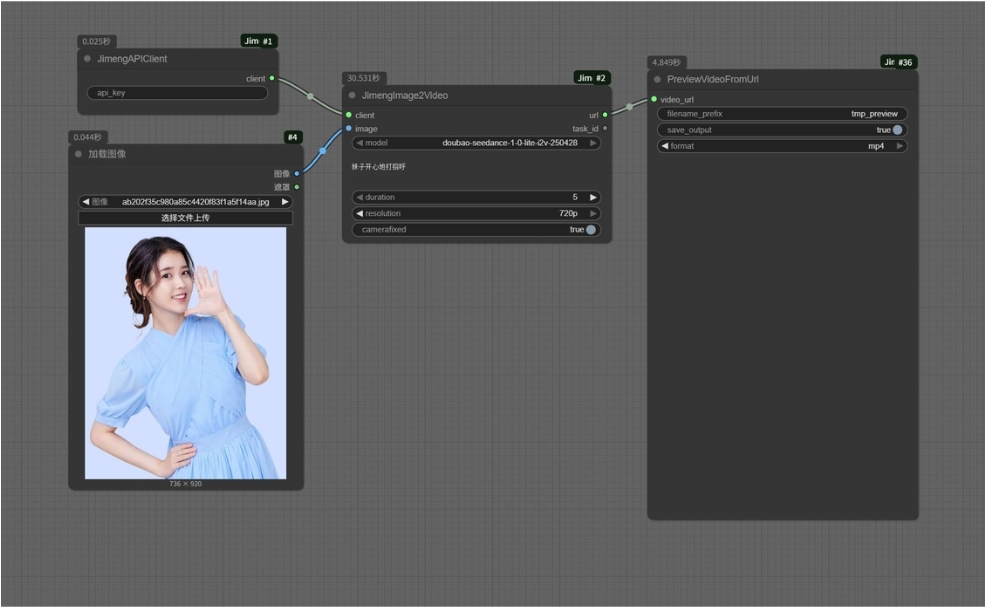 0.025秒
Jim #1
JimengAPIClient
client
api_key
0.044秒
#4
加载图像
图像
遮罩
图像 ab202f35c980a85c4420f83f1a5f14aa.jpg
选择文件上传
736 × 920
30.531秒
Jim #2
JimengImage2Video
client url
image task_id
model doubao-seedance-1-0-lite-i2v-250428
妹子开心地打招呼
duration 5
resolution 720p
camerafixed true
4.849秒
Jir #36
PreviewVideoFromUrl
video_url
filename_prefix tmp_preview
save_output true
format mp4